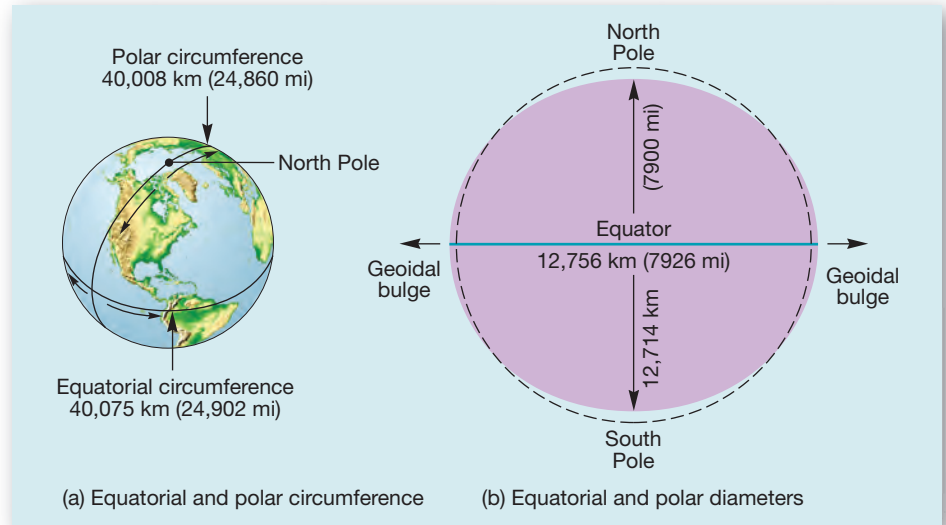 Polar circumference
40,008 km (24,860 mi)
North Pole
Equatorial circumference
40,075 km (24,902 mi)
(a) Equatorial and polar circumference
North
Pole
(7900 mi)
Equator
12,756 km (7926 mi)
Geoidal
bulge
Geoidal
bulge
12,714 km
South
Pole
(b) Equatorial and polar diameters